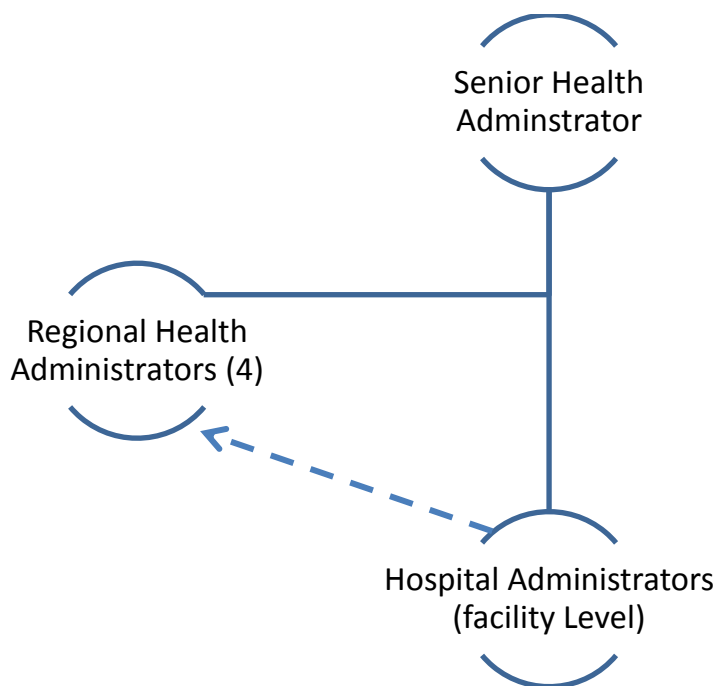 Senior Health
Adminstrator
Regional Health
Administrators (4)
Hospital Administrators
(facility Level)